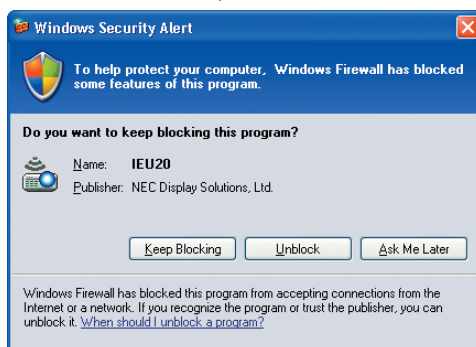 Windows Security Alert
To help protect your computer, Windows Firewall has blocked
some features of this program.
Do you want to keep blocking this program?
Name: IEU20
Publisher: NEC Display Solutions, Ltd.
Keep Blocking Unblock Ask Me Later
Windows Firewall has blocked this program from accepting connections from the
Internet or a network. If you recognize the program or trust the publisher, you can
unblock it. When should I unblock a program?